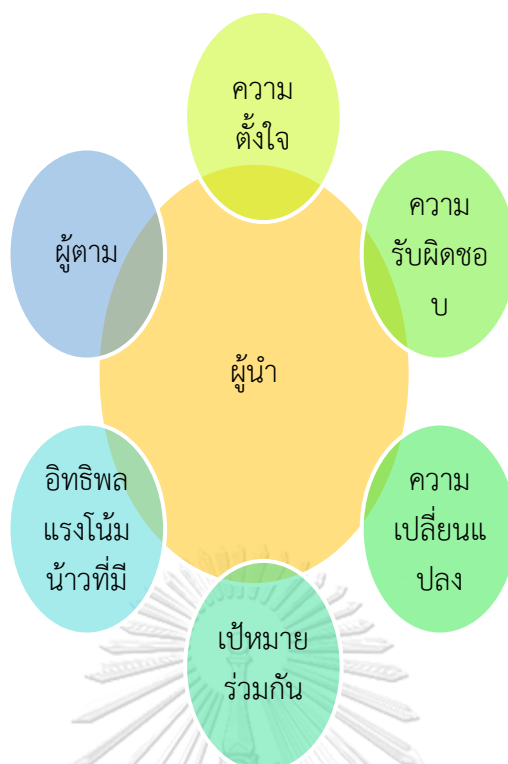 ความ
ตั้งใจ
ความ
รับผิดชอ
บ
ความ
เปลี่ยนแ
ปลง
เป้หมาย
ร่วมกัน
อิทธิพล
แรงโน้ม
น้าวที่มี
ผู้ตาม
ผู้นำ